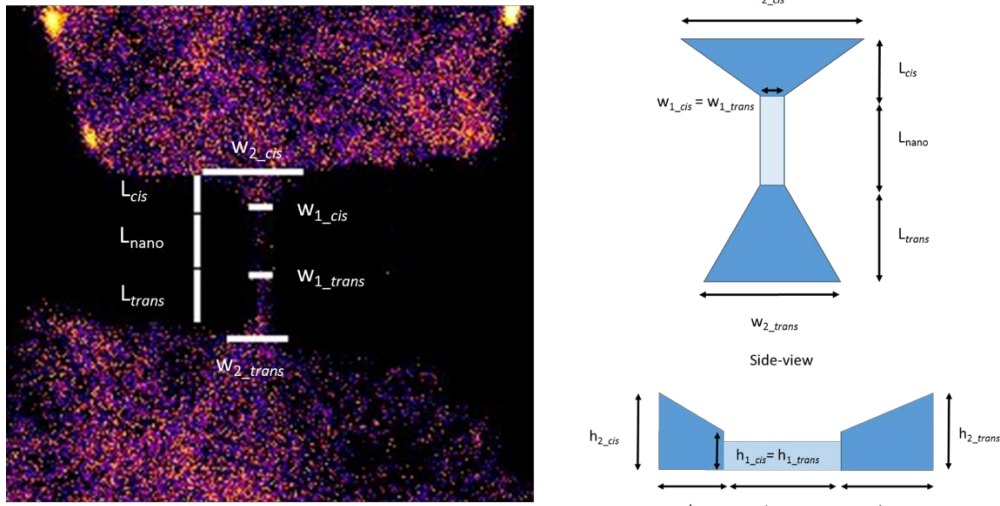 W2_cis
Lcis
W1_cis
Lnano
W1_trans
Ltrans
W2_trans
2_cis
Lcis
W1_cis = W1_trans
Lnano
Ltrans
W2_trans
Side-view
h2_cis
h1_cis= h1_trans
h2_trans